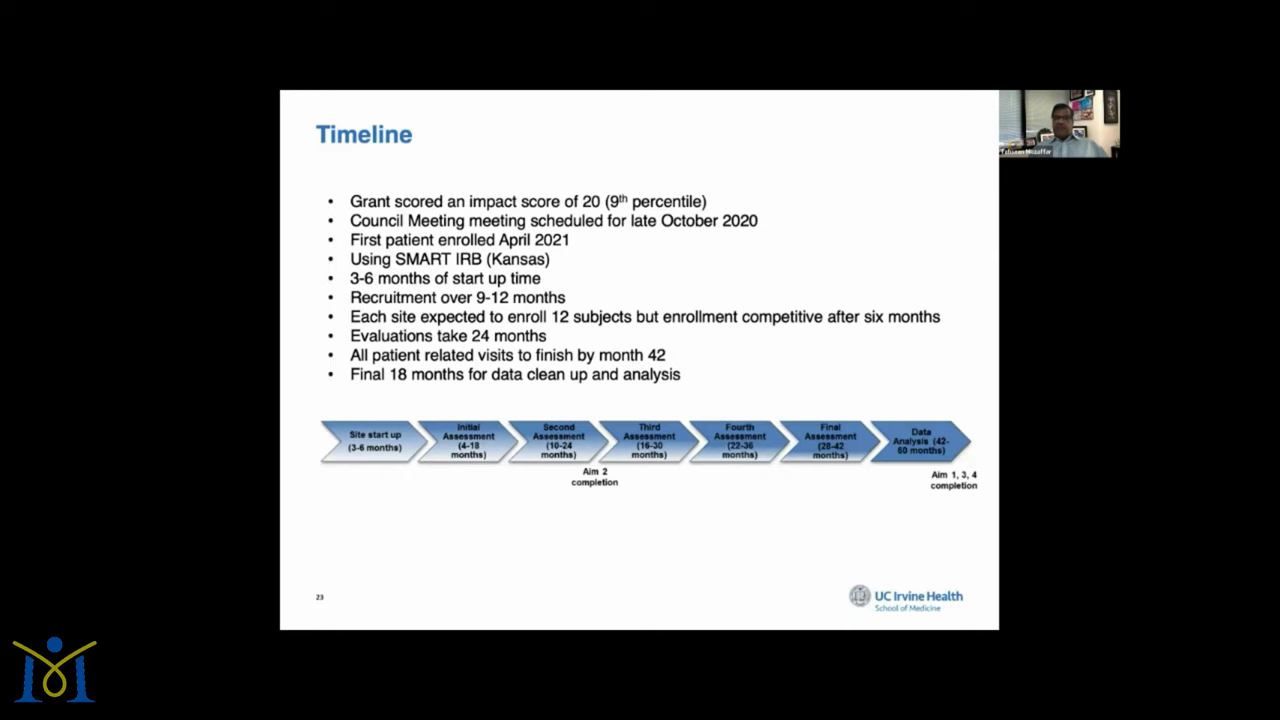 Timeline
• Grant scored an impact score of 20 (9th percentile)
• Council Meeting meeting scheduled for late October 2020
• First patient enrolled April 2021
• Using SMART IRB (Kansas)
• 3-6 months of start up time
• Recruitment over 9-12 months
• Each site expected to enroll 12 subjects but enrollment competitive after six months
• Evaluations take 24 months
• All patient related visits to finish by month 42
• Final 18 months for data clean up and analysis
Site start up
(3-6 months)
Initial
Assessment
(4-18
months)
Second
Assessment
(10-24
months)
Third
Assessment
(16-30
months)
Fourth
Assessment
(22-36
months)
Final
Assessment
(28-42
months)
Data
Analysis (42-
60 months)
Aim 2
completion
Aim 1, 3, 4
completion
23
UC Irvine Health
School of Medicine
Tahseen Mozaffar